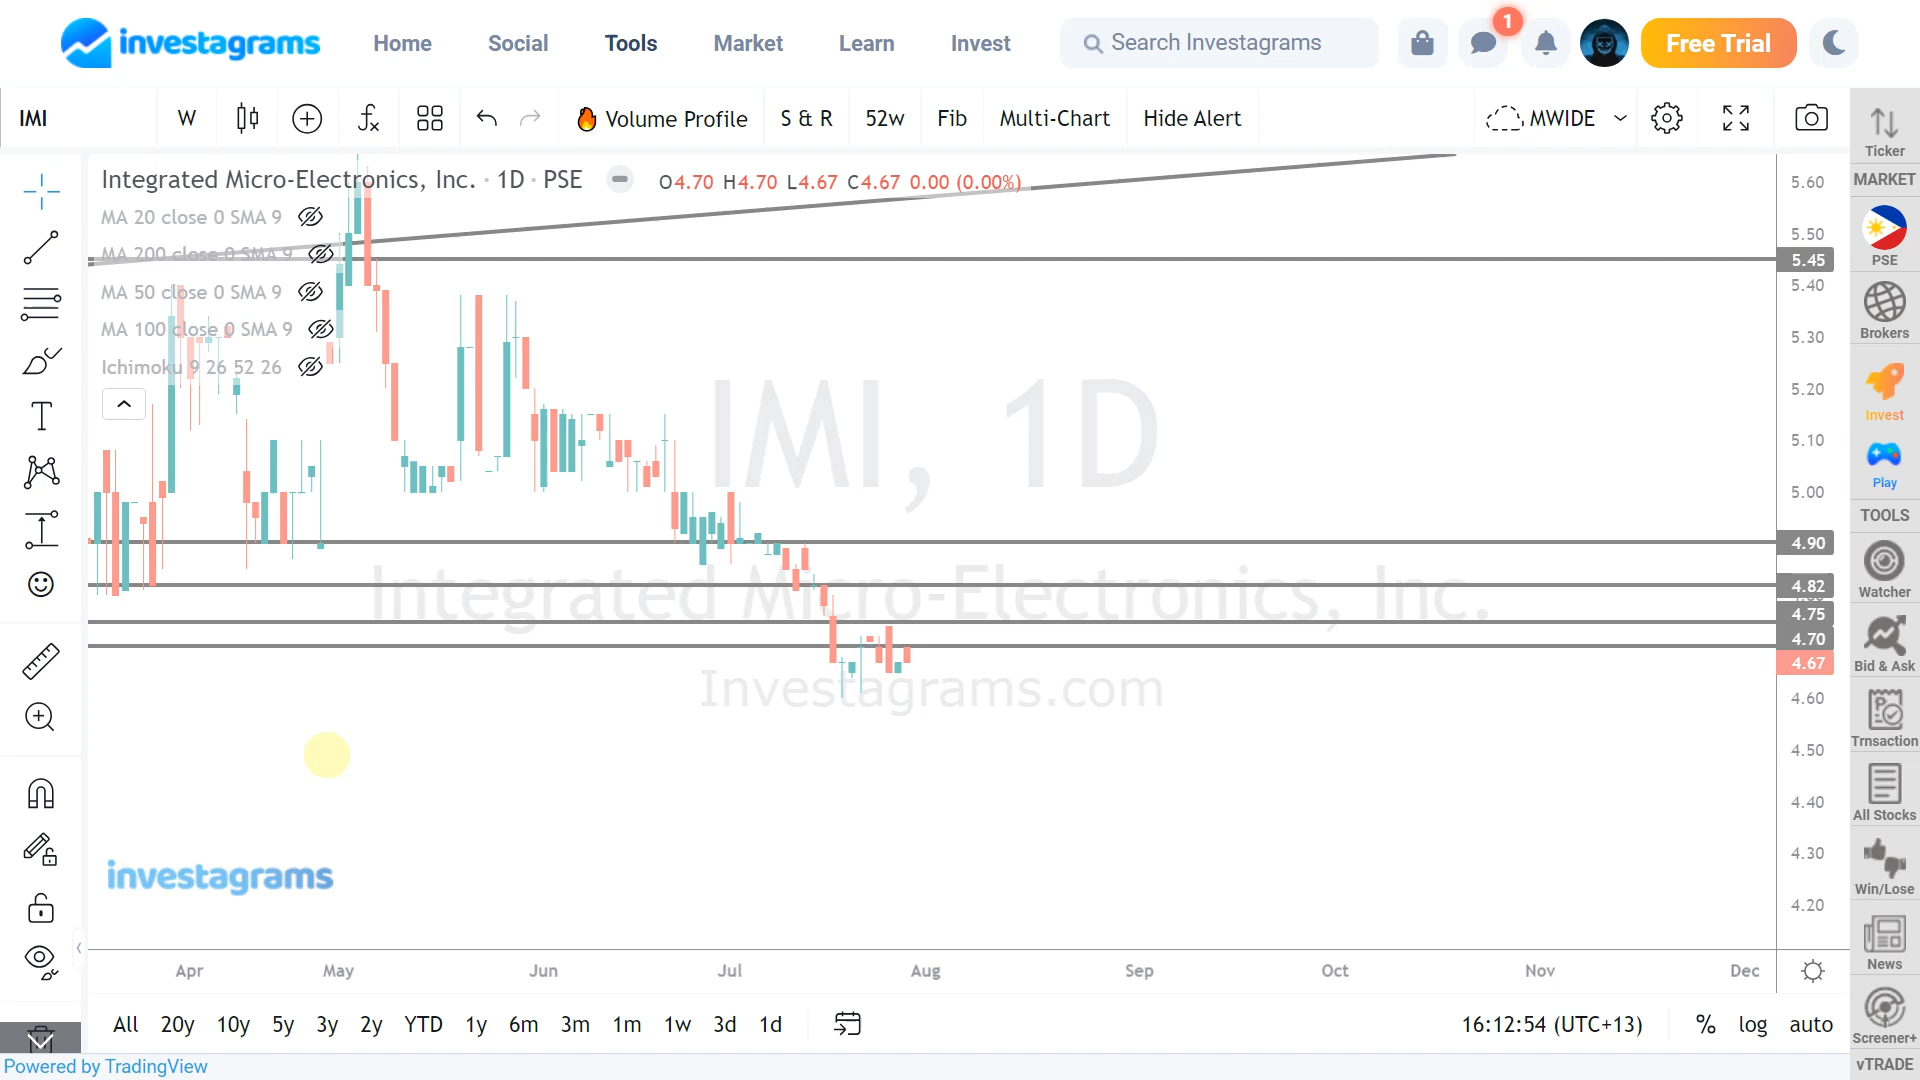 investagrams Home Social Tools Market Learn Invest Search Investagrams 1 Free Trial
IMI W Volume Profile S & R 52w Fib Multi-Chart Hide Alert MWIDE
Integrated Micro-Electronics, Inc. · 1D · PSE O4.70 H4.70 L4.67 C4.67 0.00 (0.00%)
MA 20 close 0 SMA 9
MA 200 close 0 SMA 9
MA 50 close 0 SMA 9
MA 100 close 0 SMA 9
Ichimoku 9 26 52 26
IMI, 1D
Integrated Micro-Electronics, Inc.
Investagrams.com
investagrams
5.60
5.50
5.45
5.40
5.30
5.20
5.10
5.00
4.90
4.82
4.75
4.70
4.67
4.60
4.50
4.40
4.30
4.20
Apr May Jun Jul Aug Sep Oct Nov Dec
All 20y 10y 5y 3y 2y YTD 1y 6m 3m 1m 1w 3d 1d 16:12:54 (UTC+13) % log auto
Powered by TradingView
Ticker
MARKET
PSE
Brokers
Invest
Play
TOOLS
Watcher
Bid & Ask
Trnsaction
All Stocks
Win/Lose
News
Screener+
vTRADE